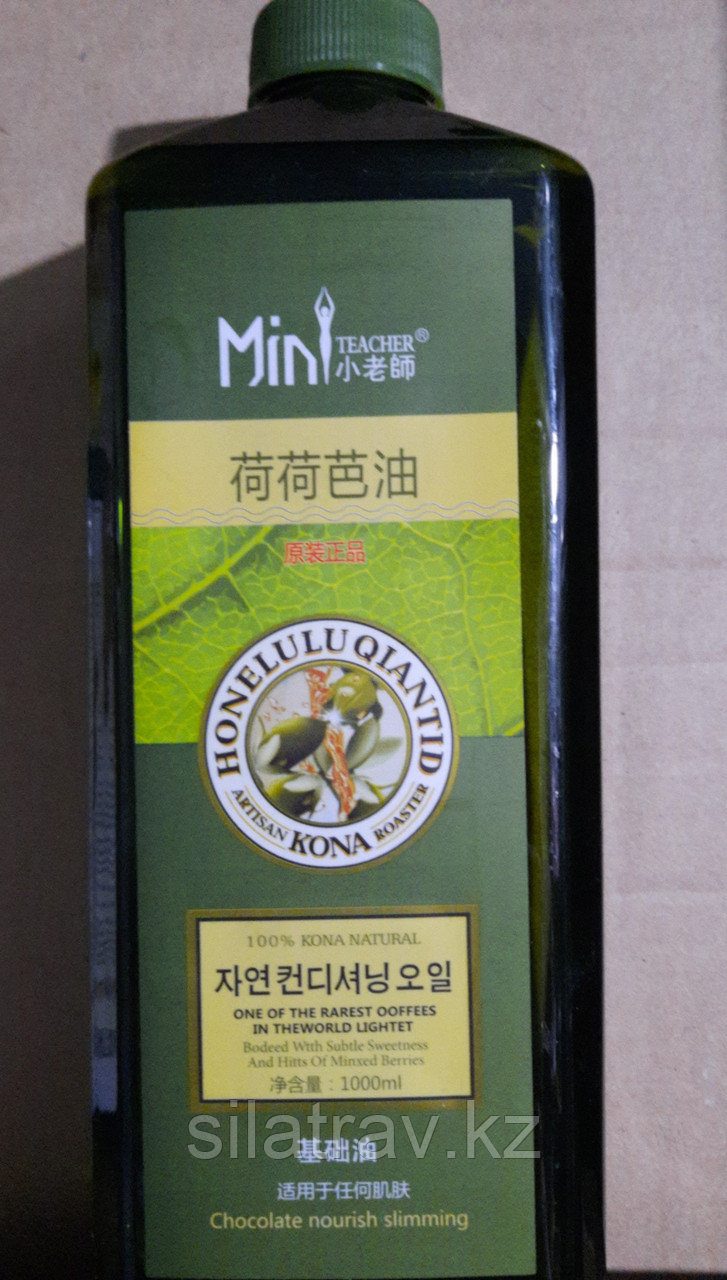 Mini TEACHER®
小老師
荷荷芭油
原装正品
HONELULU QIANTID
ARTISAN KONA ROASTER
100% KONA NATURAL
자연컨디셔닝오일
ONE OF THE RAREST OOFFEES
IN THEWORLD LIGHTET
Bodeed Wtth Subtle Sweetness
And Hitts Of Minxed Berries
净含量：1000ml
silatrav.kz
基础油
适用于任何肌肤
Chocolate nourish slimming